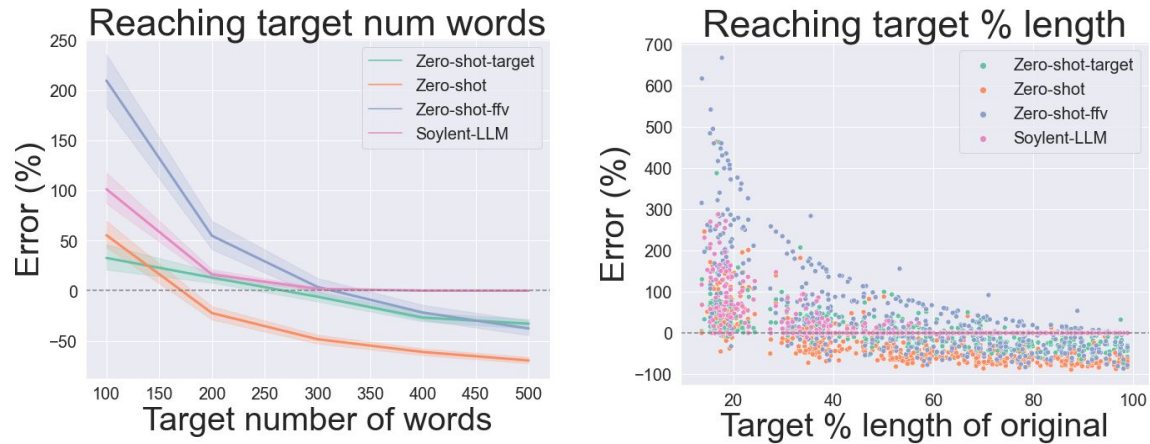 Reaching target num words
250
200
150
100
50
0
−50
Error (%)
Zero-shot-target
Zero-shot
Zero-shot-ffv
Soylent-LLM
100 150 200 250 300 350 400 450 500
Target number of words
Reaching target % length
700
600
500
400
300
200
100
0
−100
Error (%)
Zero-shot-target
Zero-shot
Zero-shot-ffv
Soylent-LLM
20 40 60 80 100
Target % length of original